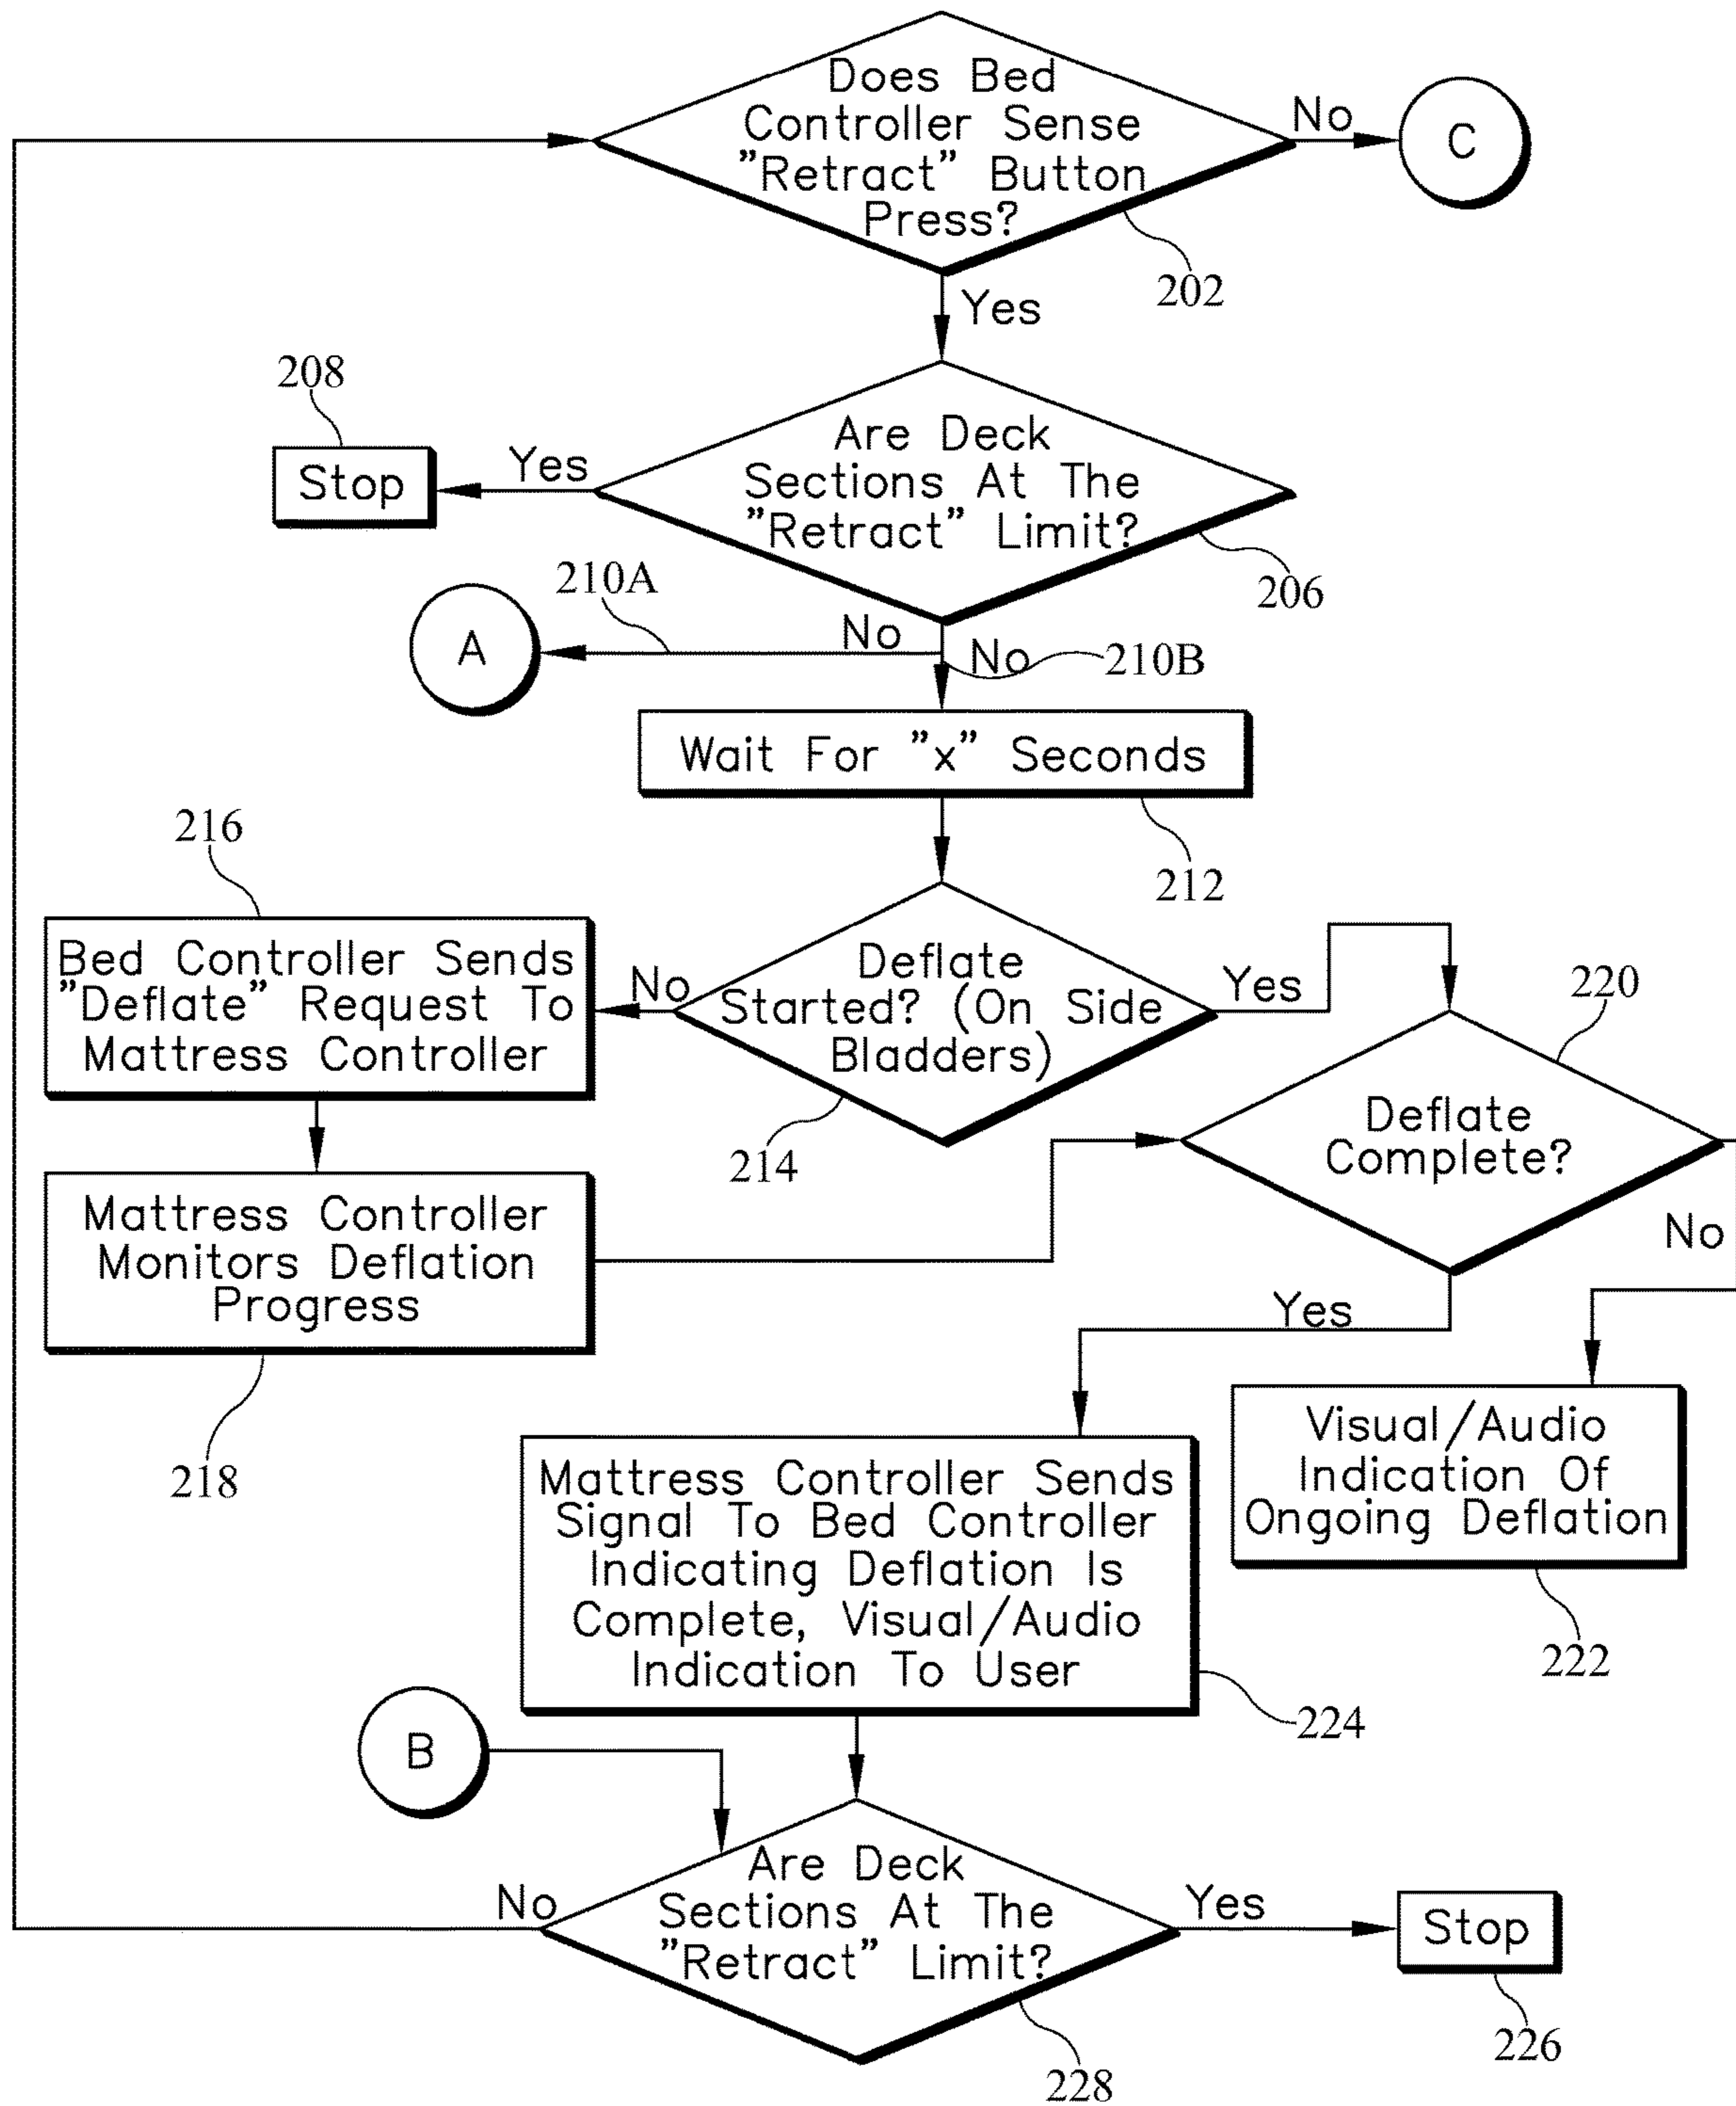 Does Bed
Controller Sense
"Retract" Button
Press?
No
C
202
Yes
208
Are Deck
Sections At The
"Retract" Limit?
Yes
Stop
206
210A
A
No
No
210B
Wait For "x" Seconds
212
216
Bed Controller Sends
"Deflate" Request To
Mattress Controller
No
Deflate
Started? (On Side
Bladders)
Yes
220
214
Deflate
Complete?
No
Mattress Controller
Monitors Deflation
Progress
Yes
218
Visual/Audio
Indication Of
Ongoing Deflation
222
Mattress Controller Sends
Signal To Bed Controller
Indicating Deflation Is
Complete, Visual/Audio
Indication To User
224
B
Are Deck
Sections At The
"Retract" Limit?
No
Yes
Stop
226
228